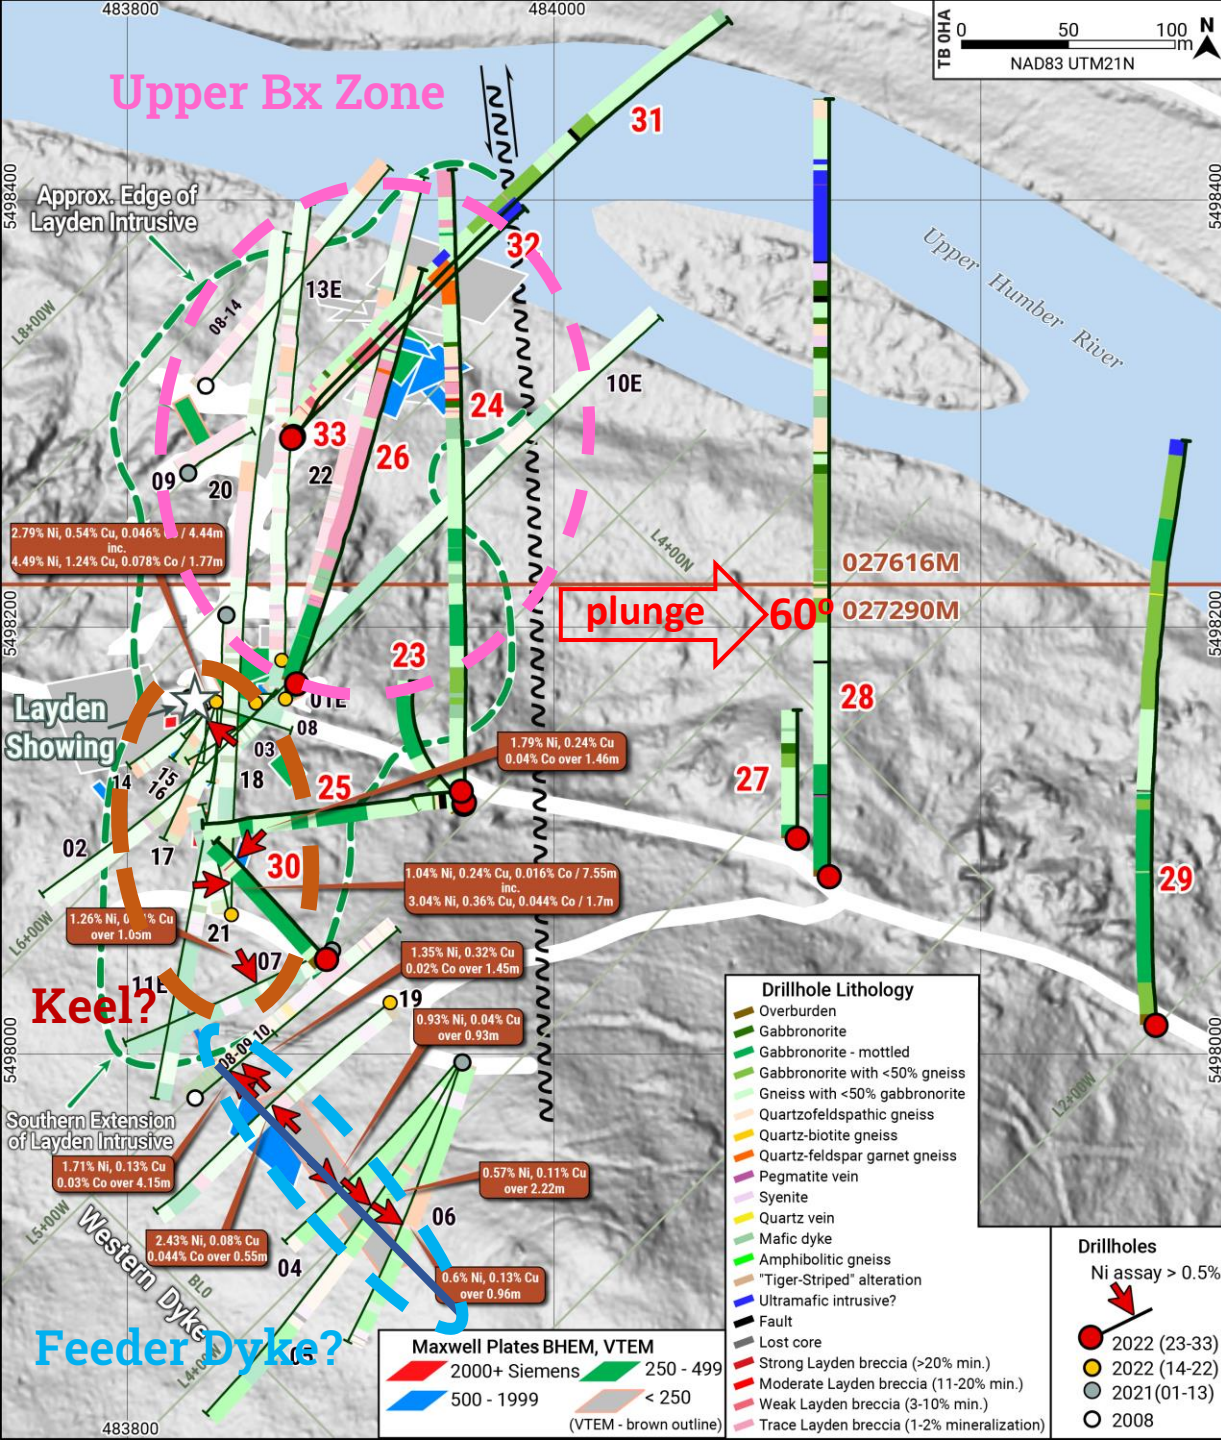 483800
484000
TB 0HA
0 50 100
m
N
NAD83 UTM21N
Upper Bx Zone
31
5498400
5498400
Approx. Edge of
Layden Intrusive
32
Upper Humber River
L8+00W
08-14
13E
10E
24
33
26
22
09
20
L4+00N
2.79% Ni, 0.54% Cu, 0.046% Co / 4.44m
inc.
4.49% Ni, 1.24% Cu, 0.078% Co / 1.77m
027616M
plunge
60º
027290M
5498200
5498200
23
28
Layden
Showing
01E
08
03
1.79% Ni, 0.24% Cu
0.04% Co over 1.46m
14
15
16
18
25
27
02
17
30
1.04% Ni, 0.24% Cu, 0.016% Co / 7.55m
inc.
3.04% Ni, 0.36% Cu, 0.044% Co / 1.7m
29
L6+00W
1.26% Ni, % Cu
over 1.05m
21
07
1.35% Ni, 0.32% Cu
0.02% Co over 1.45m
11E
Keel?
19
0.93% Ni, 0.04% Cu
over 0.93m
08-09
10
5498000
5498000
L2+00W
Southern Extension
of Layden Intrusive
1.71% Ni, 0.13% Cu
0.03% Co over 4.15m
0.57% Ni, 0.11% Cu
over 2.22m
L5+00W
Western Dyke
06
2.43% Ni, 0.08% Cu
0.044% Co over 0.55m
04
0.6% Ni, 0.13% Cu
over 0.96m
BL0
Feeder Dyke?
05
L4+00W
483800
Drillhole Lithology
Overburden
Gabbronorite
Gabbronorite - mottled
Gabbronorite with <50% gneiss
Gneiss with <50% gabbronorite
Quartzofeldspathic gneiss
Quartz-biotite gneiss
Quartz-feldspar garnet gneiss
Pegmatite vein
Syenite
Quartz vein
Mafic dyke
Amphibolitic gneiss
"Tiger-Striped" alteration
Ultramafic intrusive?
Fault
Lost core
Strong Layden breccia (>20% min.)
Moderate Layden breccia (11-20% min.)
Weak Layden breccia (3-10% min.)
Trace Layden breccia (1-2% mineralization)
Maxwell Plates BHEM, VTEM
2000+ Siemens
250 - 499
500 - 1999
< 250
(VTEM - brown outline)
Drillholes
Ni assay > 0.5%
2022 (23-33)
2022 (14-22)
2021(01-13)
2008